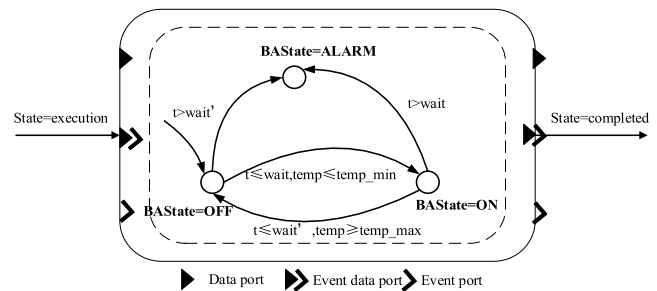 BAState=ALARM
t>wait’
t>wait
State=execution
State=completed
t≤wait,temp≤temp_min
BAState=OFF
BAState=ON
t≤wait’ ,temp≥temp_max
Data port
Event data port
Event port